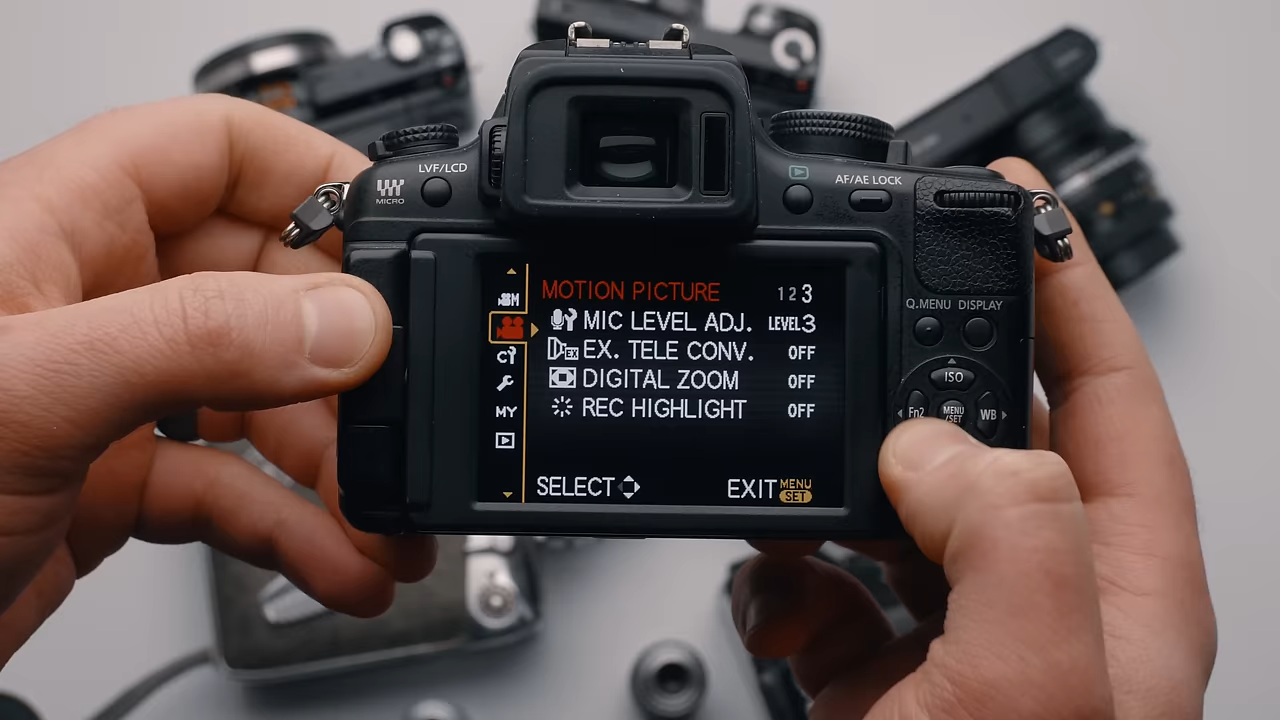 LVF/LCD
MICRO
AF/AE LOCK
MOTION PICTURE 1 2 3
MIC LEVEL ADJ. LEVEL3
EX. TELE CONV. OFF
DIGITAL ZOOM OFF
REC HIGHLIGHT OFF
M
C
MY
EX
SELECT
EXIT MENU
SET
Q.MENU DISPLAY
ISO
Fn2 MENU WB
/SET